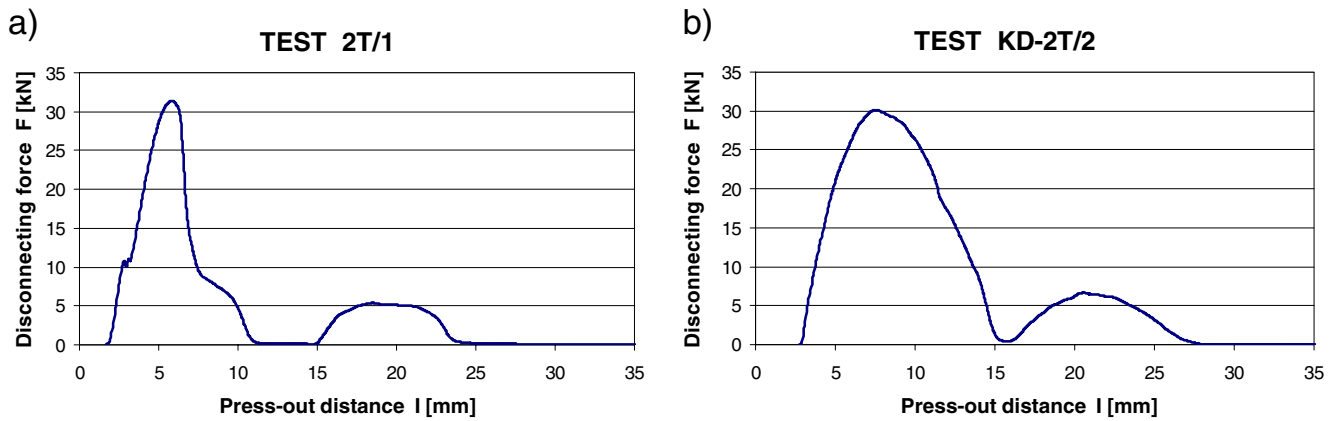 a)
TEST 2T/1
Disconnecting force F [kN]
35
30
25
20
15
10
5
0
0 5 10 15 20 25 30 35
Press-out distance l [mm]
b)
TEST KD-2T/2
Disconnecting force F [kN]
35
30
25
20
15
10
5
0
0 5 10 15 20 25 30 35
Press-out distance l [mm]